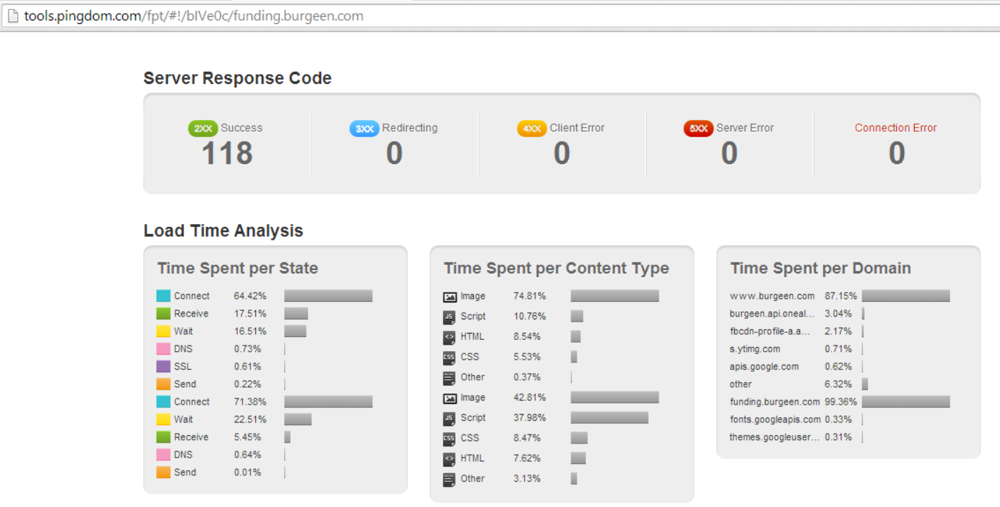 tools.pingdom.com/fpt/#!/bIVe0c/funding.burgeen.com
Server Response Code
2XX Success
118
3XX Redirecting
0
4XX Client Error
0
5XX Server Error
0
Connection Error
0
Load Time Analysis
Time Spent per State
Connect 64.42%
Receive 17.51%
Wait 16.51%
DNS 0.73%
SSL 0.61%
Send 0.22%
Connect 71.38%
Wait 22.51%
Receive 5.45%
DNS 0.64%
Send 0.01%
Time Spent per Content Type
Image 74.81%
JS Script 10.76%
<> HTML 8.54%
CSS CSS 5.53%
Other 0.37%
Image 42.81%
JS Script 37.98%
CSS CSS 8.47%
<> HTML 7.62%
Other 3.13%
Time Spent per Domain
www.burgeen.com 87.15%
burgeen.api.oneal... 3.04%
fbcdn-profile-a.a... 2.17%
s.ytimg.com 0.71%
apis.google.com 0.62%
other 6.32%
funding.burgeen.com 99.36%
fonts.googleapis.com 0.33%
themes.googleuser... 0.31%